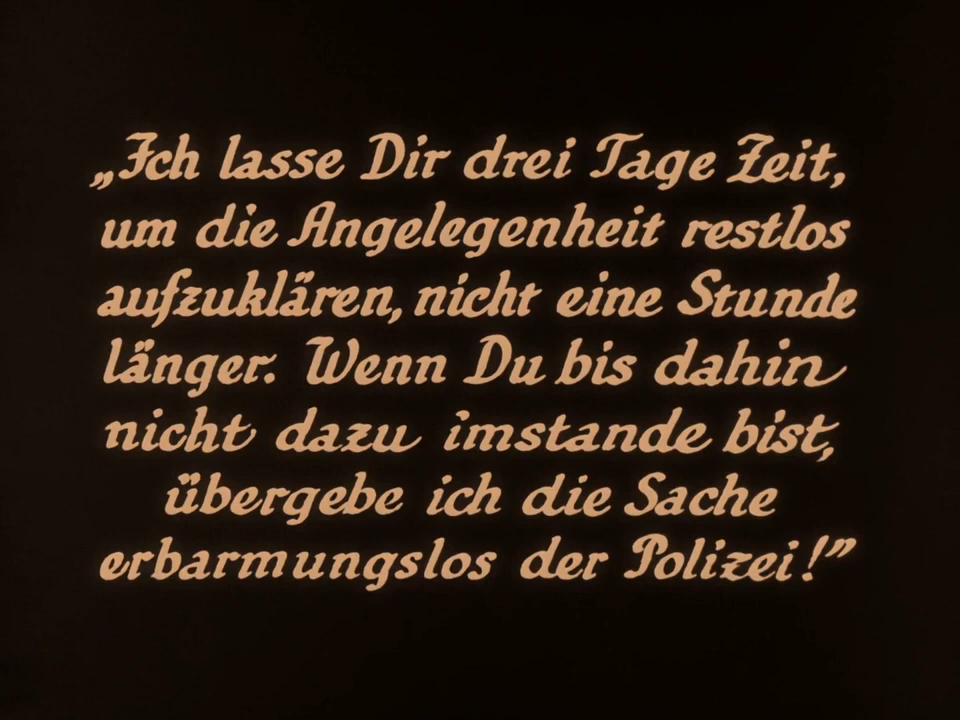 „Ich lasse Dir drei Tage Zeit,
um die Angelegenheit restlos
aufzuklären, nicht eine Stunde
länger. Wenn Du bis dahin
nicht dazu imstande bist,
übergebe ich die Sache
erbarmungslos der Polizei!”